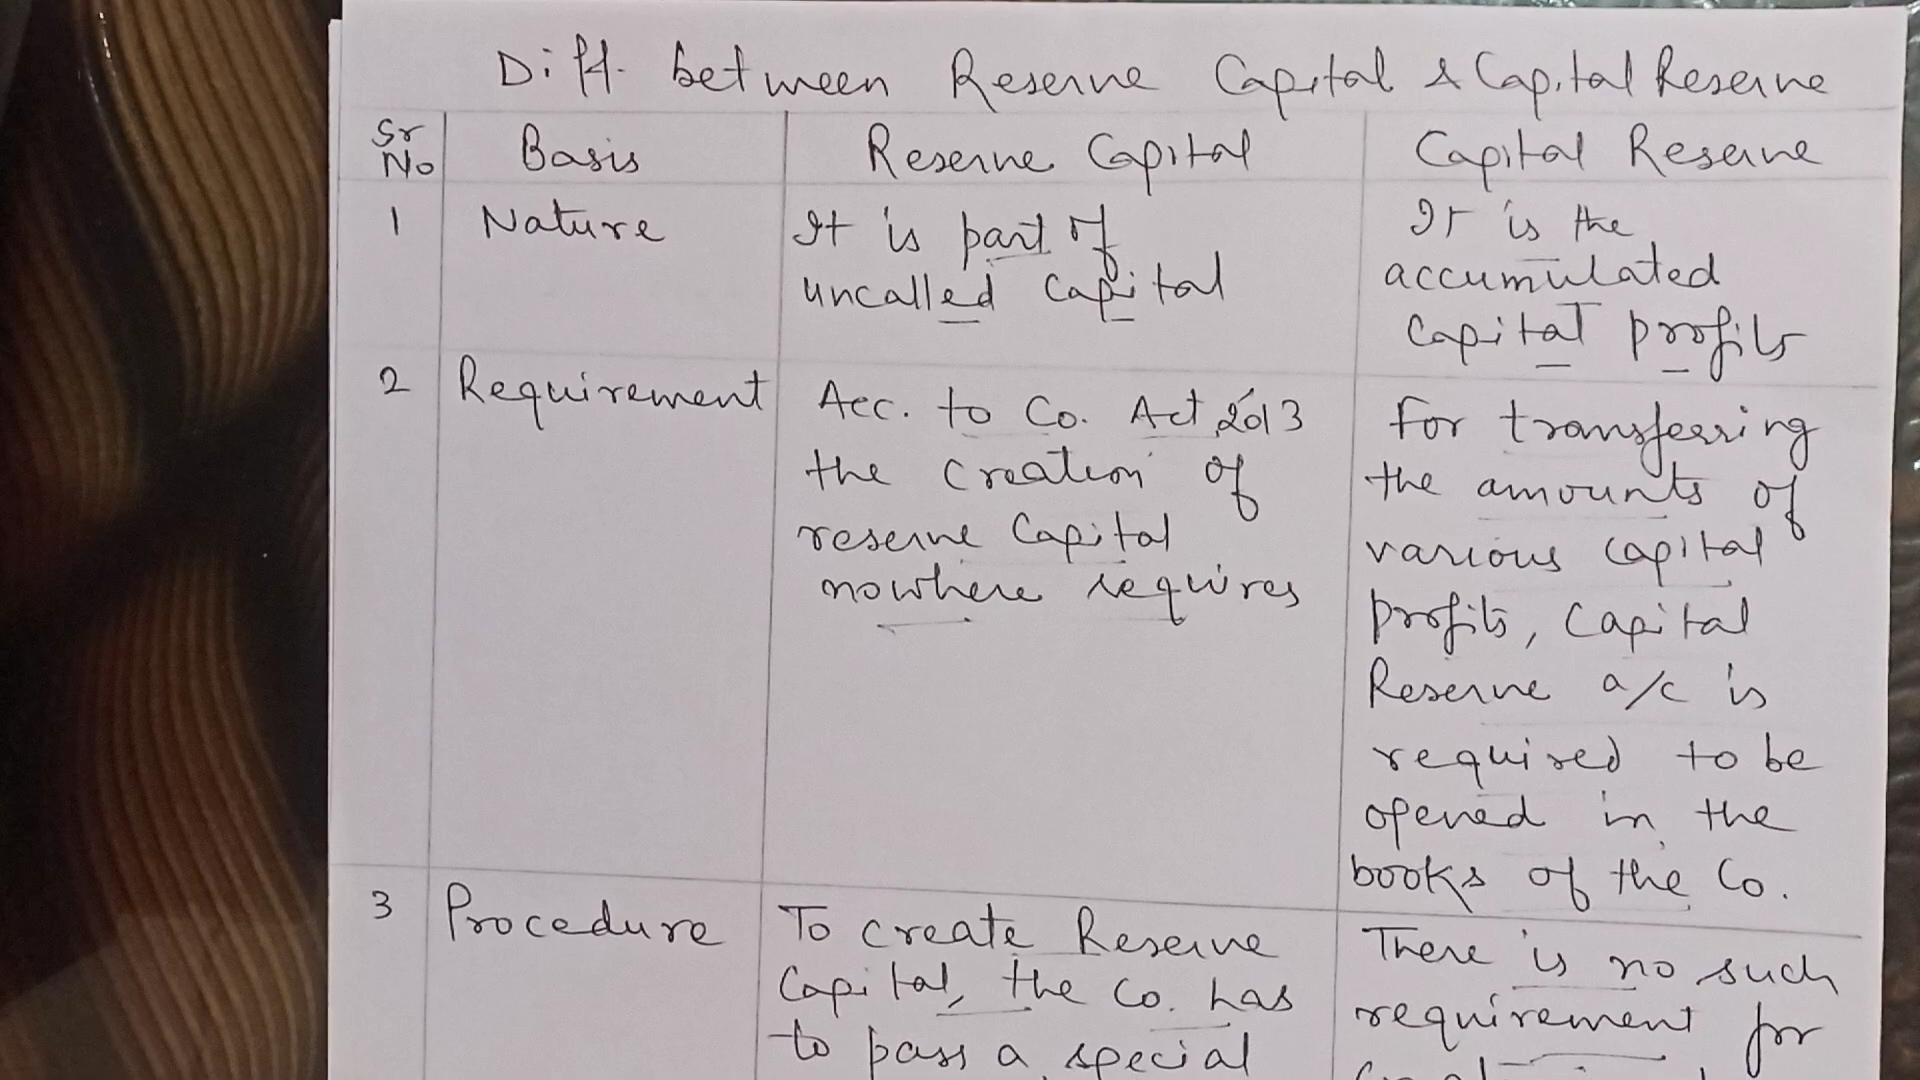 Diff. between Reserve Capital & Capital Reserve
Sr No Basis Reserve Capital Capital Reserve
1 Nature
It is part of
uncalled Capital
It is the
accumulated
Capital profits
2 Requirement
Acc. to Co. Act, 2013
the creation of
reserve Capital
nowhere requires
For transferring
the amounts of
various capital
profits, Capital
Reserve a/c is
required to be
opened in the
books of the Co.
3 Procedure
To create Reserve
Capital, the Co. has
to pass a special
There is no such
requirement for